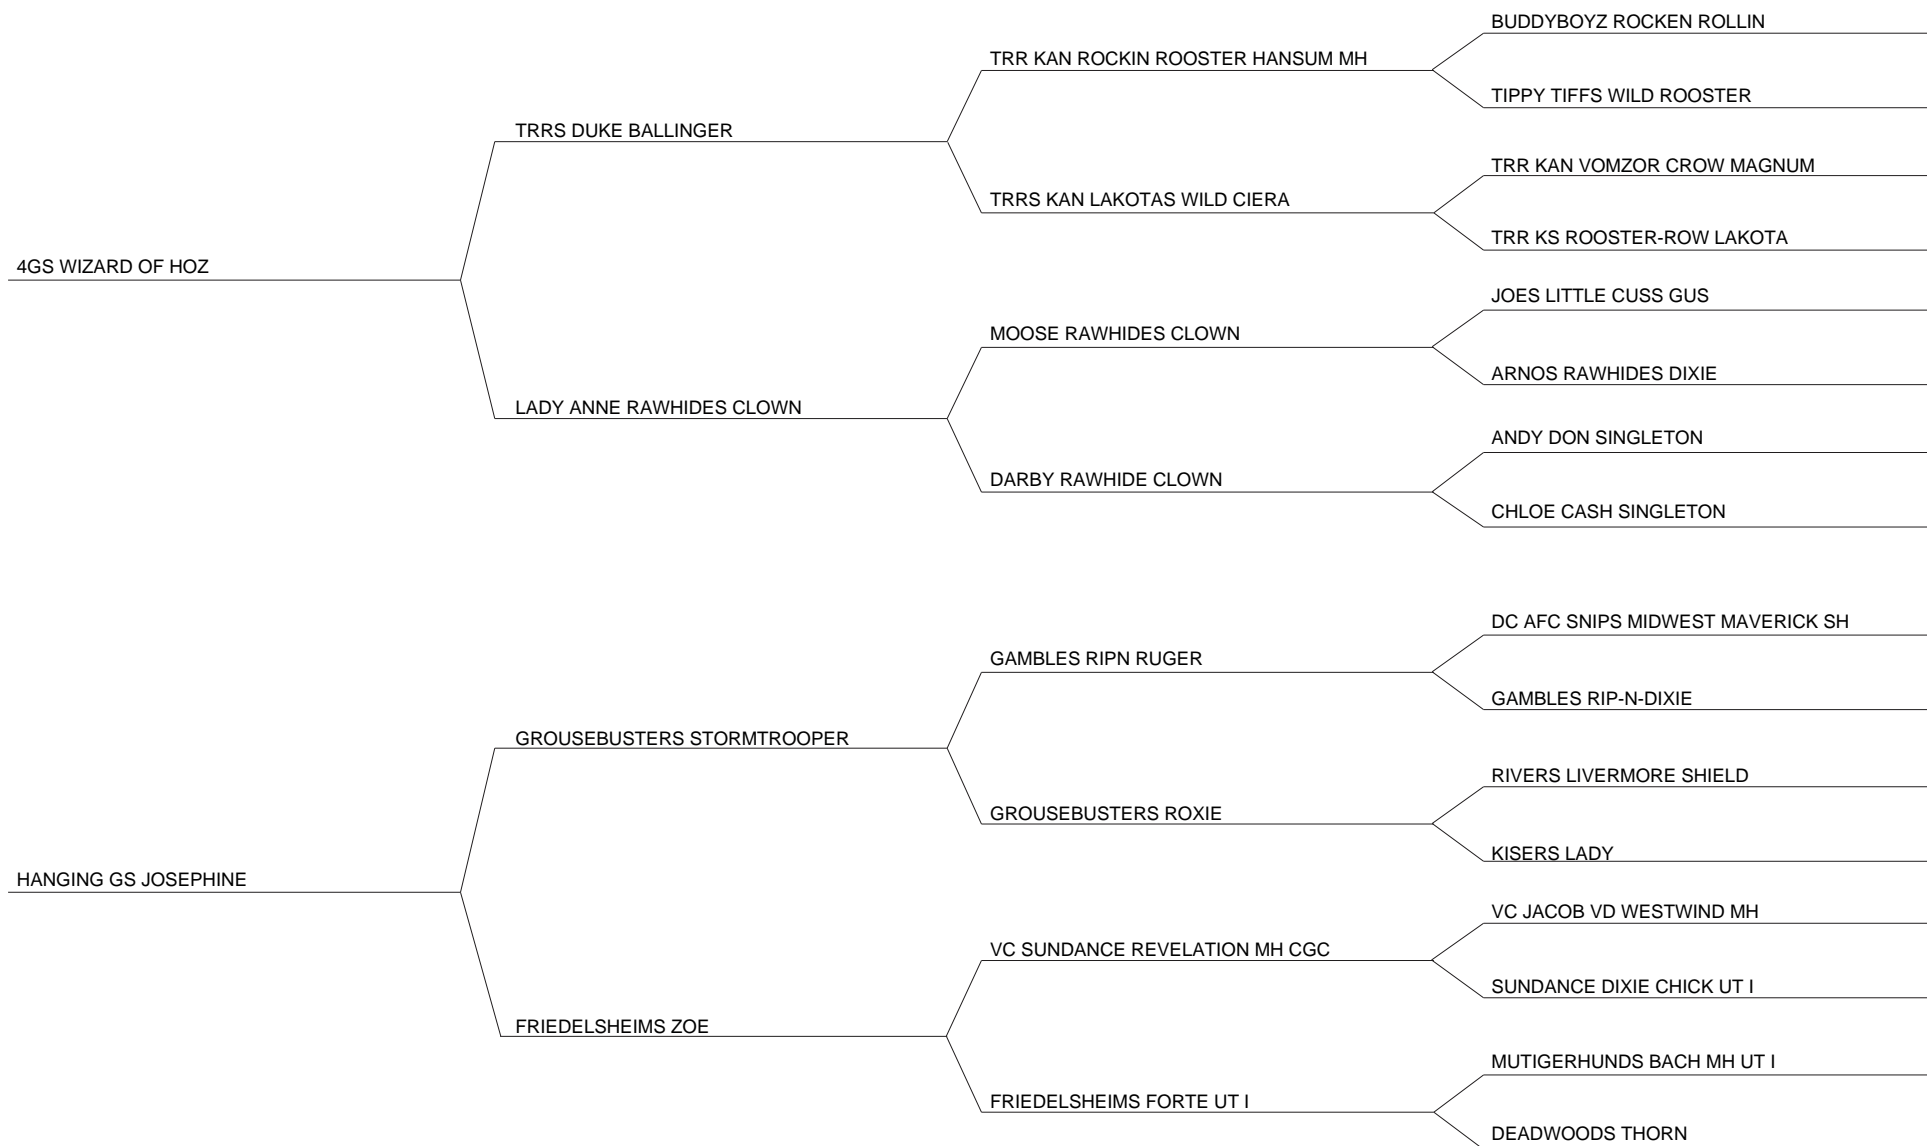 BUDDYBOYZ ROCKEN ROLLIN
TRR KAN ROCKIN ROOSTER HANSUM MH
TIPPY TIFFS WILD ROOSTER
TRRS DUKE BALLINGER
TRR KAN VOMZOR CROW MAGNUM
TRRS KAN LAKOTAS WILD CIERA
TRR KS ROOSTER-ROW LAKOTA
4GS WIZARD OF HOZ
JOES LITTLE CUSS GUS
MOOSE RAWHIDES CLOWN
ARNOS RAWHIDES DIXIE
LADY ANNE RAWHIDES CLOWN
ANDY DON SINGLETON
DARBY RAWHIDE CLOWN
CHLOE CASH SINGLETON
DC AFC SNIPS MIDWEST MAVERICK SH
GAMBLES RIPN RUGER
GAMBLES RIP-N-DIXIE
GROUSEBUSTERS STORMTROOPER
RIVERS LIVERMORE SHIELD
GROUSEBUSTERS ROXIE
KISERS LADY
HANGING GS JOSEPHINE
VC JACOB VD WESTWIND MH
VC SUNDANCE REVELATION MH CGC
SUNDANCE DIXIE CHICK UT I
FRIEDELSHEIMS ZOE
MUTIGERHUNDS BACH MH UT I
FRIEDELSHEIMS FORTE UT I
DEADWOODS THORN